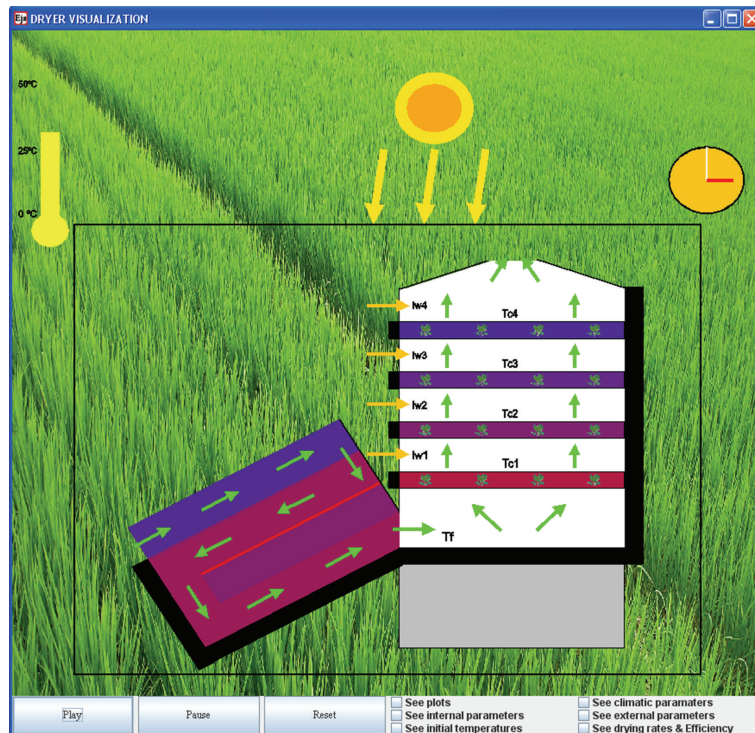 Ejs DRYER VISUALIZATION
50ºC
25ºC
0 ºC
Iw4
Tc4
Iw3
Tc3
Iw2
Tc2
Iw1
Tc1
Tf
Play
Pause
Reset
See plots
See climatic paramaters
See internal parameters
See external parameters
See initial temperatures
See drying rates & Efficiency